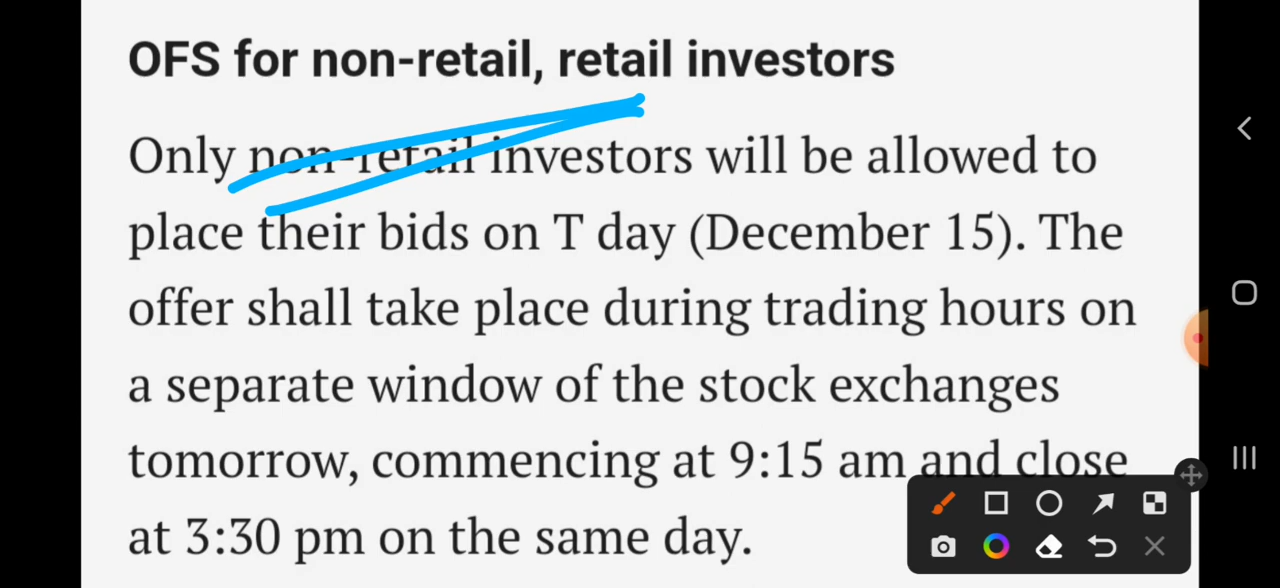 OFS for non-retail, retail investors
Only non-retail investors will be allowed to
place their bids on T day (December 15). The
offer shall take place during trading hours on
a separate window of the stock exchanges
tomorrow, commencing at 9:15 am and close
at 3:30 pm on the same day.